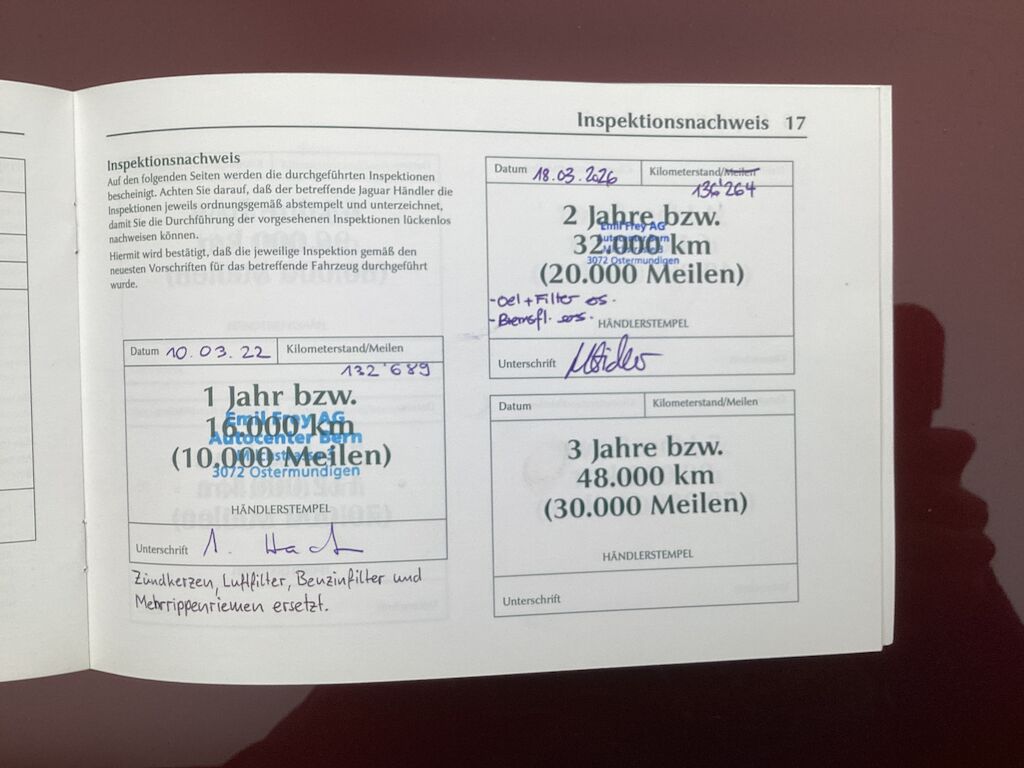 Inspektionsnachweis 17
Inspektionsnachweis
Auf den folgenden Seiten werden die durchgeführten Inspektionen
bescheinigt. Achten Sie darauf, daß der betreffende Jaguar Händler die
Inspektionen jeweils ordnungsgemäß abstempelt und unterzeichnet,
damit Sie die Durchführung der vorgesehenen Inspektionen lückenlos
nachweisen können.
Hiermit wird bestätigt, daß die jeweilige Inspektion gemäß den
neuesten Vorschriften für das betreffende Fahrzeug durchgeführt
wurde.
Datum 10.03.22 Kilometerstand/Meilen
132'689
1 Jahr bzw.
Emil Frey AG
16.000 km
Autocenter Bern
(10,000 Meilen)
3072 Ostermundigen
HÄNDLERSTEMPEL
Unterschrift
Zündkerzen, Luftfilter, Benzinfilter und
Mehrrippenriemen ersetzt.
Datum 18.03.2026 Kilometerstand/Meilen
136'264
2 Jahre bzw.
Emil Frey AG
32.000 km
Autocenter Bern
3072 Ostermundigen
(20.000 Meilen)
-Oel+Filter es.
-Bremsfl. ers.
HÄNDLERSTEMPEL
Unterschrift
Datum Kilometerstand/Meilen
3 Jahre bzw.
48.000 km
(30.000 Meilen)
HÄNDLERSTEMPEL
Unterschrift